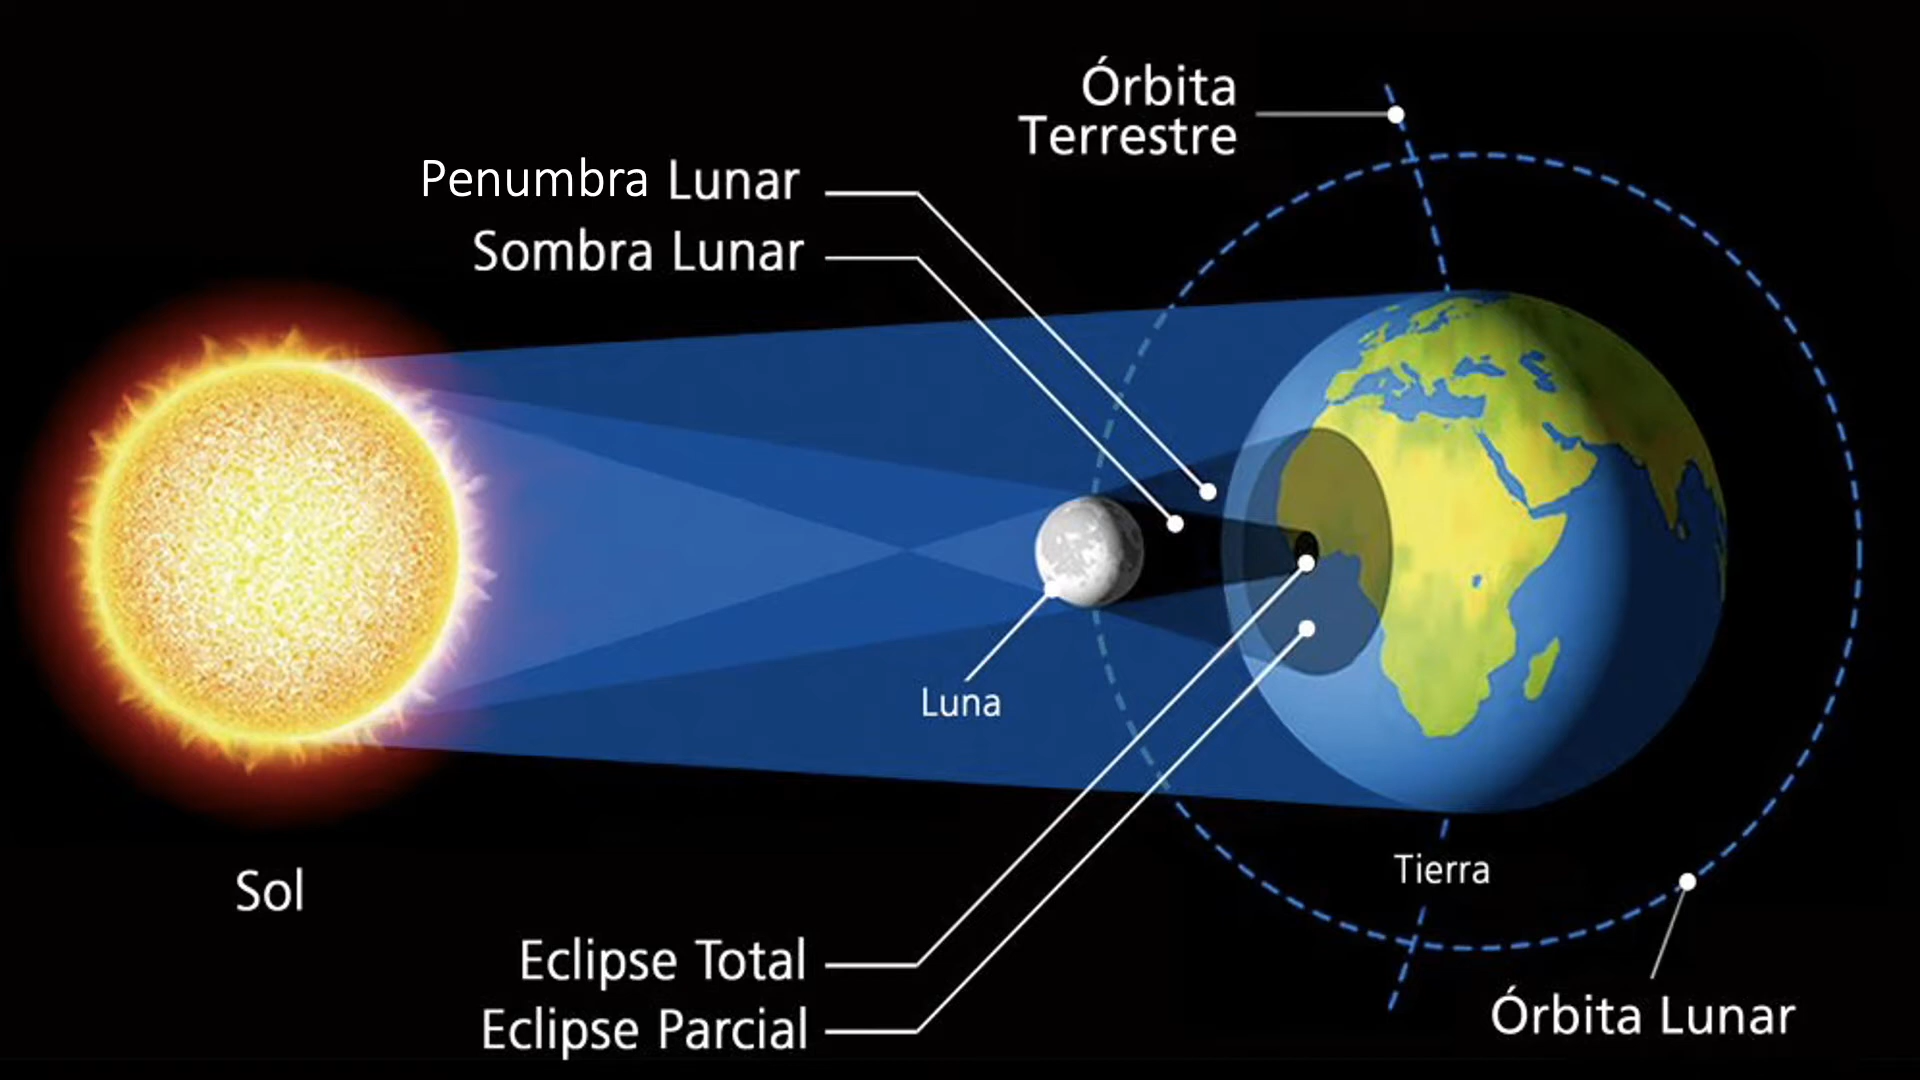 Órbita
Terrestre
Penumbra Lunar
Sombra Lunar
Luna
Sol
Tierra
Eclipse Total
Eclipse Parcial
Órbita Lunar